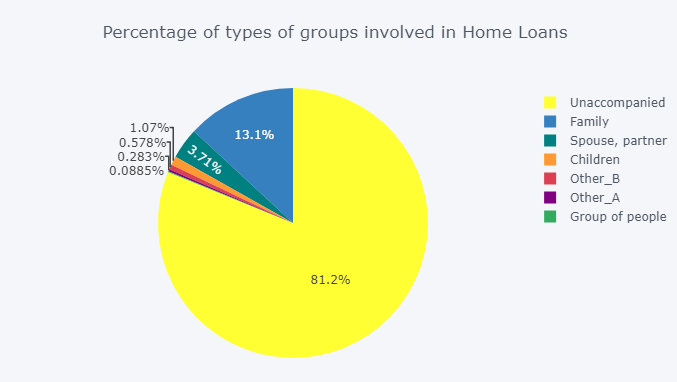 Percentage of types of groups involved in Home Loans
Unaccompanied
Family
Spouse, partner
Children
Other_B
Other_A
Group of people
1.07%
0.578%
0.283%
0.0885%
3.71%
13.1%
81.2%